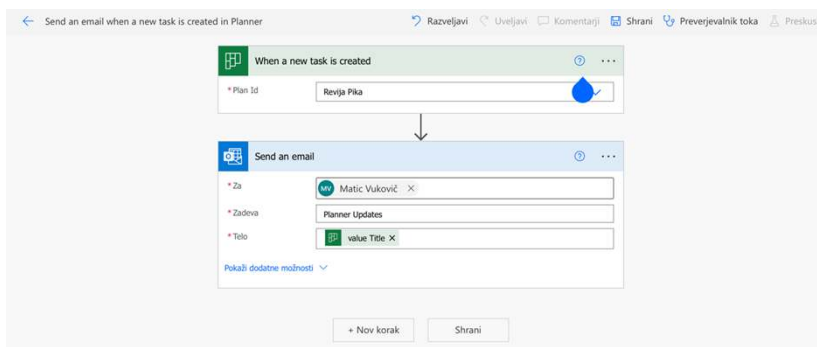 Send an email when a new task is created in Planner
Razveljavi Uveljavi Komentarji Shrani Preverjevalnik toka Preskus
When a new task is created
* Plan Id Revija Pika
Send an email
* Za MV Matic Vukovič ×
* Zadeva Planner Updates
* Telo value Title ×
Pokaži dodatne možnosti
+ Nov korak Shrani